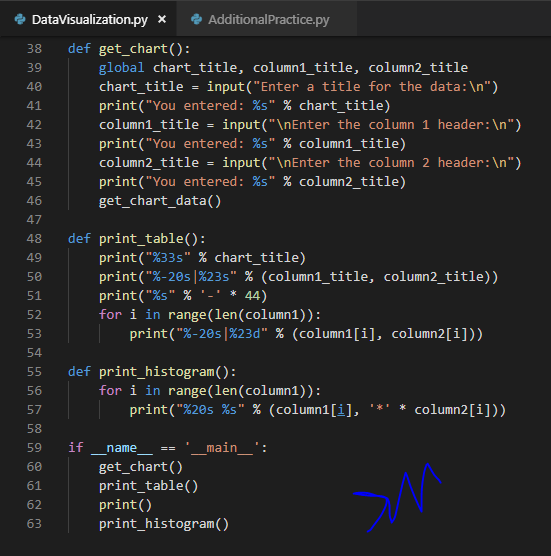 DataVisualization.py × AdditionalPractice.py
38 def get_chart():
39     global chart_title, column1_title, column2_title
40     chart_title = input("Enter a title for the data:\n")
41     print("You entered: %s" % chart_title)
42     column1_title = input("\nEnter the column 1 header:\n")
43     print("You entered: %s" % column1_title)
44     column2_title = input("\nEnter the column 2 header:\n")
45     print("You entered: %s" % column2_title)
46     get_chart_data()
47
48 def print_table():
49     print("%33s" % chart_title)
50     print("%-20s|%23s" % (column1_title, column2_title))
51     print("%s" % '-' * 44)
52     for i in range(len(column1)):
53         print("%-20s|%23d" % (column1[i], column2[i]))
54
55 def print_histogram():
56     for i in range(len(column1)):
57         print("%20s %s" % (column1[i], '*' * column2[i]))
58
59 if __name__ == '__main__':
60     get_chart()
61     print_table()
62     print()
63     print_histogram()